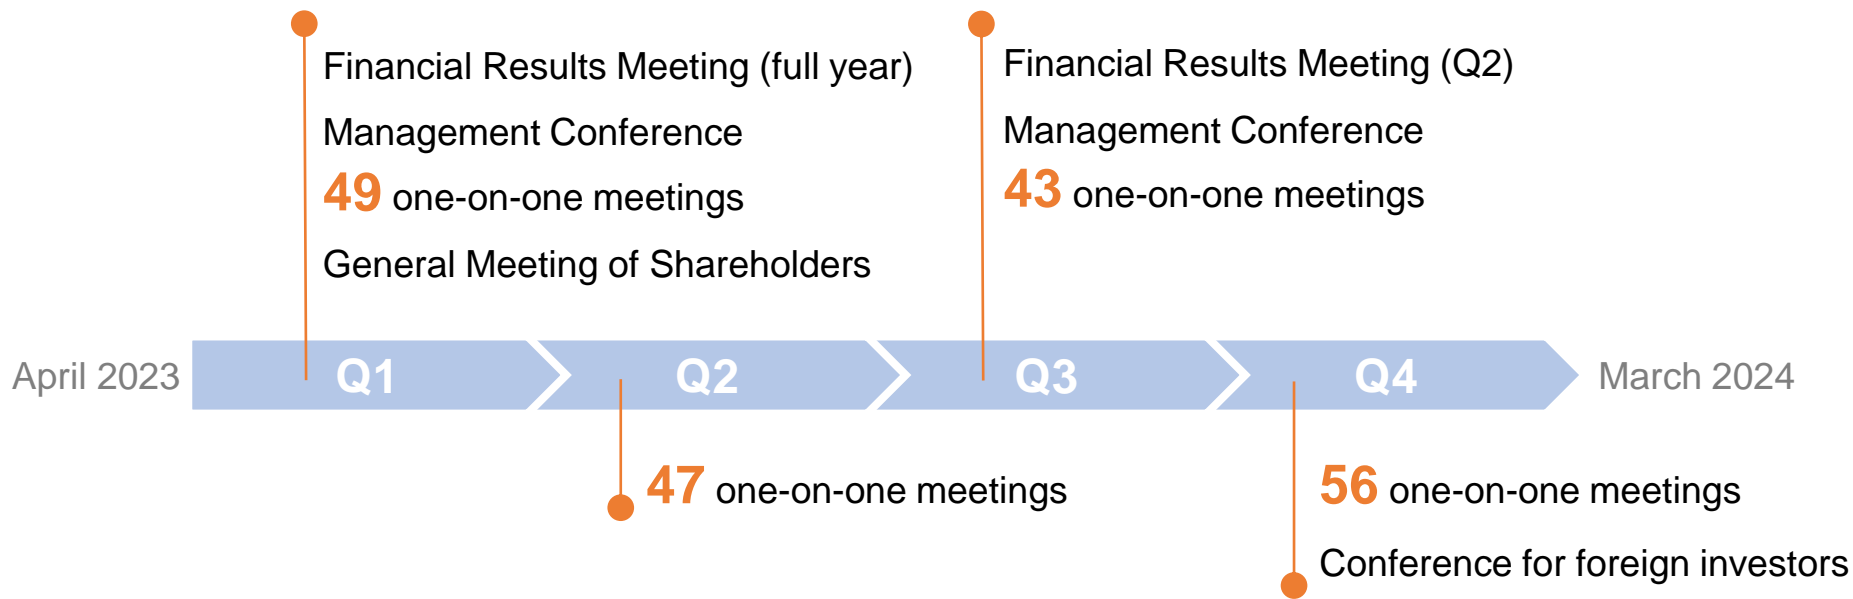 Financial Results Meeting (full year)
Management Conference
49 one-on-one meetings
General Meeting of Shareholders
Financial Results Meeting (Q2)
Management Conference
43 one-on-one meetings
April 2023
Q1
Q2
Q3
Q4
March 2024
47 one-on-one meetings
56 one-on-one meetings
Conference for foreign investors